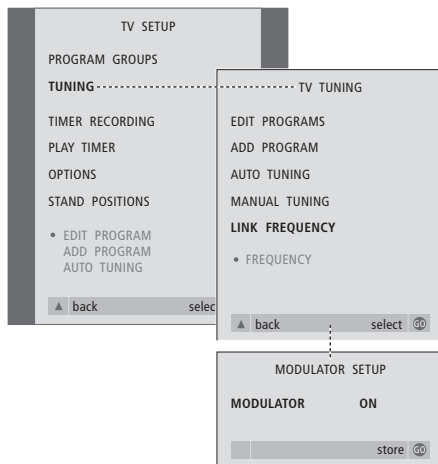 TV SETUP
PROGRAM GROUPS
TUNING
TIMER RECORDING
PLAY TIMER
OPTIONS
STAND POSITIONS
• EDIT PROGRAM
ADD PROGRAM
AUTO TUNING
▲ back selec
TV TUNING
EDIT PROGRAMS
ADD PROGRAM
AUTO TUNING
MANUAL TUNING
LINK FREQUENCY
• FREQUENCY
▲ back select GO
MODULATOR SETUP
MODULATOR ON
store GO